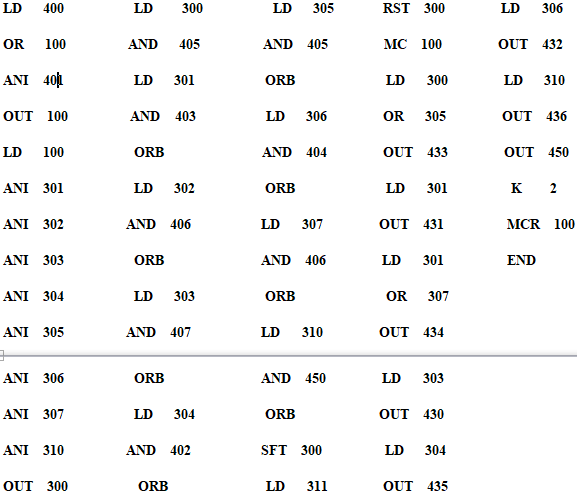 LD 400
OR 100
ANI 401
OUT 100
LD 100
ANI 301
ANI 302
ANI 303
ANI 304
ANI 305
ANI 306
ANI 307
ANI 310
OUT 300
LD 300
AND 405
LD 301
AND 403
ORB
LD 302
AND 406
ORB
LD 303
AND 407
ORB
LD 304
AND 402
ORB
LD 305
AND 405
ORB
LD 306
AND 404
ORB
LD 307
AND 406
ORB
LD 310
AND 450
ORB
SFT 300
LD 311
RST 300
MC 100
LD 300
OR 305
OUT 433
LD 301
OUT 431
LD 301
OR 307
OUT 434
LD 303
OUT 430
LD 304
OUT 435
LD 306
OUT 432
LD 310
OUT 436
OUT 450
K 2
MCR 100
END